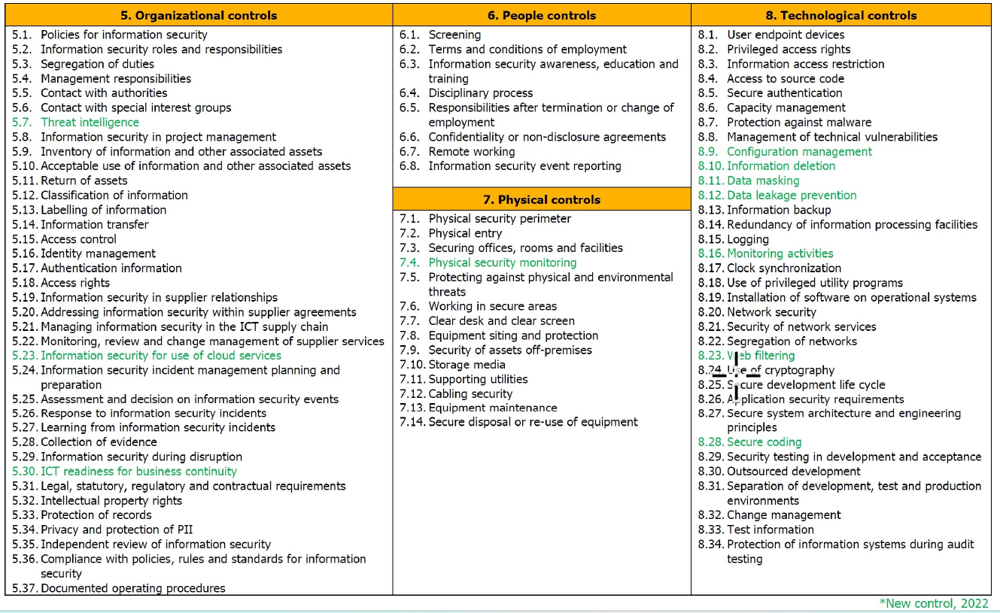 5. Organizational controls
5.1. Policies for information security
5.2. Information security roles and responsibilities
5.3. Segregation of duties
5.4. Management responsibilities
5.5. Contact with authorities
5.6. Contact with special interest groups
5.7. Threat intelligence
5.8. Information security in project management
5.9. Inventory of information and other associated assets
5.10. Acceptable use of information and other associated assets
5.11. Return of assets
5.12. Classification of information
5.13. Labelling of information
5.14. Information transfer
5.15. Access control
5.16. Identity management
5.17. Authentication information
5.18. Access rights
5.19. Information security in supplier relationships
5.20. Addressing information security within supplier agreements
5.21. Managing information security in the ICT supply chain
5.22. Monitoring, review and change management of supplier services
5.23. Information security for use of cloud services
5.24. Information security incident management planning and
preparation
5.25. Assessment and decision on information security events
5.26. Response to information security incidents
5.27. Learning from information security incidents
5.28. Collection of evidence
5.29. Information security during disruption
5.30. ICT readiness for business continuity
5.31. Legal, statutory, regulatory and contractual requirements
5.32. Intellectual property rights
5.33. Protection of records
5.34. Privacy and protection of PII
5.35. Independent review of information security
5.36. Compliance with policies, rules and standards for information
security
5.37. Documented operating procedures
6. People controls
6.1. Screening
6.2. Terms and conditions of employment
6.3. Information security awareness, education and
training
6.4. Disciplinary process
6.5. Responsibilities after termination or change of
employment
6.6. Confidentiality or non-disclosure agreements
6.7. Remote working
6.8. Information security event reporting
7. Physical controls
7.1. Physical security perimeter
7.2. Physical entry
7.3. Securing offices, rooms and facilities
7.4. Physical security monitoring
7.5. Protecting against physical and environmental
threats
7.6. Working in secure areas
7.7. Clear desk and clear screen
7.8. Equipment siting and protection
7.9. Security of assets off-premises
7.10. Storage media
7.11. Supporting utilities
7.12. Cabling security
7.13. Equipment maintenance
7.14. Secure disposal or re-use of equipment
8. Technological controls
8.1. User endpoint devices
8.2. Privileged access rights
8.3. Information access restriction
8.4. Access to source code
8.5. Secure authentication
8.6. Capacity management
8.7. Protection against malware
8.8. Management of technical vulnerabilities
8.9. Configuration management
8.10. Information deletion
8.11. Data masking
8.12. Data leakage prevention
8.13. Information backup
8.14. Redundancy of information processing facilities
8.15. Logging
8.16. Monitoring activities
8.17. Clock synchronization
8.18. Use of privileged utility programs
8.19. Installation of software on operational systems
8.20. Network security
8.21. Security of network services
8.22. Segregation of networks
8.23. Web filtering
8.24. Use of cryptography
8.25. Secure development life cycle
8.26. Application security requirements
8.27. Secure system architecture and engineering
principles
8.28. Secure coding
8.29. Security testing in development and acceptance
8.30. Outsourced development
8.31. Separation of development, test and production
environments
8.32. Change management
8.33. Test information
8.34. Protection of information systems during audit
testing
*New control, 2022